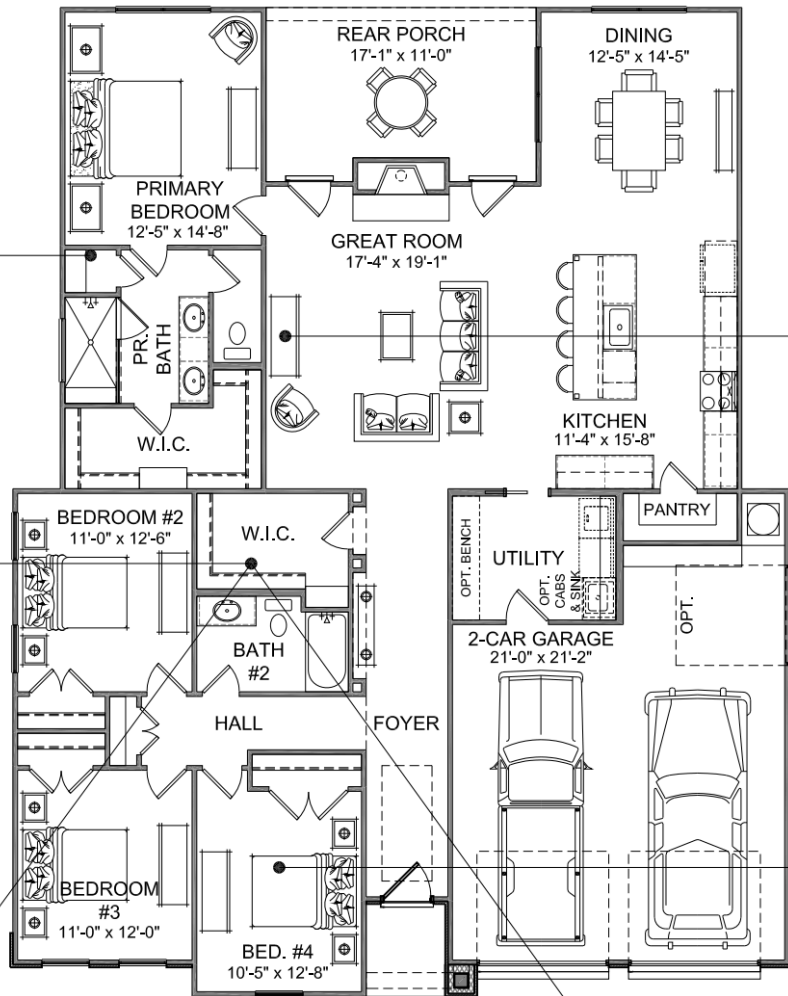 REAR PORCH
17'-1" x 11'-0"
DINING
12'-5" x 14'-5"
PRIMARY
BEDROOM
12'-5" x 14'-8"
GREAT ROOM
17'-4" x 19'-1"
PR.
BATH
KITCHEN
11'-4" x 15'-8"
W.I.C.
BEDROOM #2
11'-0" x 12'-6"
W.I.C.
PANTRY
OPT. BENCH
UTILITY
OPT.
CABS
& SINK
OPT.
BATH
#2
2-CAR GARAGE
21'-0" x 21'-2"
HALL
FOYER
BEDROOM
#3
11'-0" x 12'-0"
BED. #4
10'-5" x 12'-8"